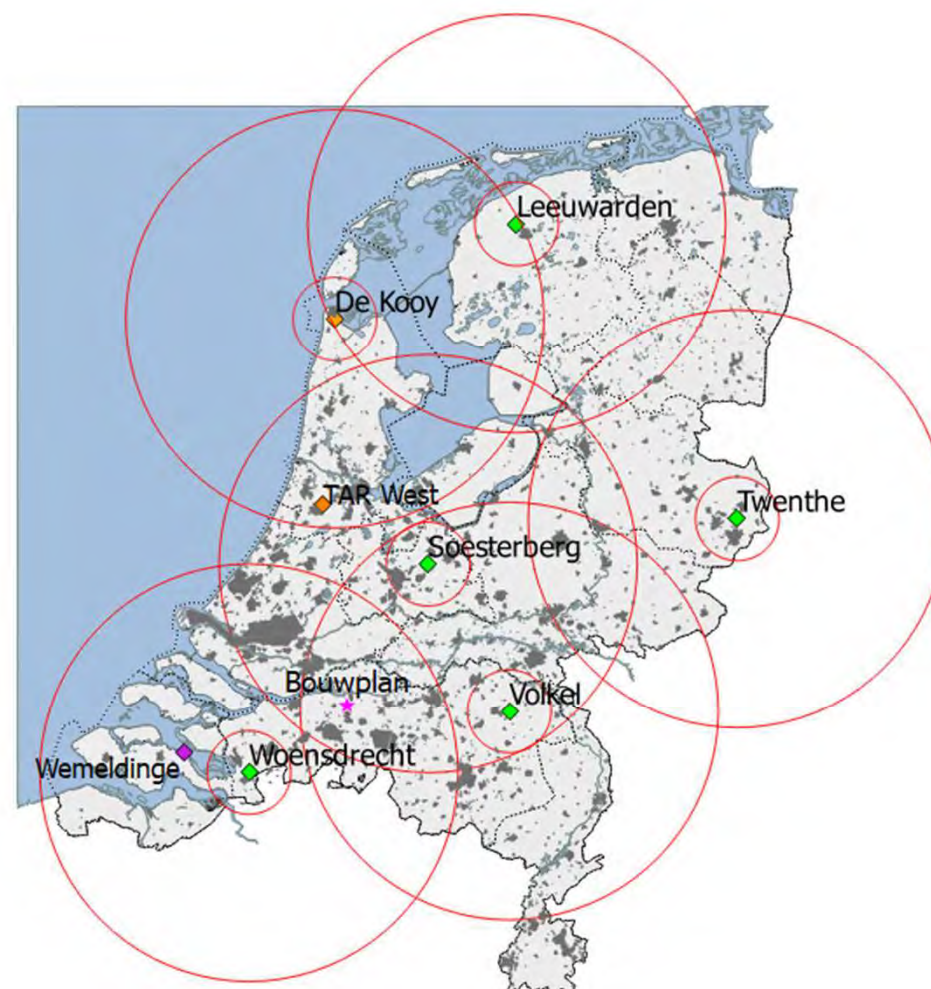 Leeuwarden
De Kooy
TAR West
Twenthe
Soesterberg
Bouwplan
Volkel
Woensdrecht
Wemeldinge